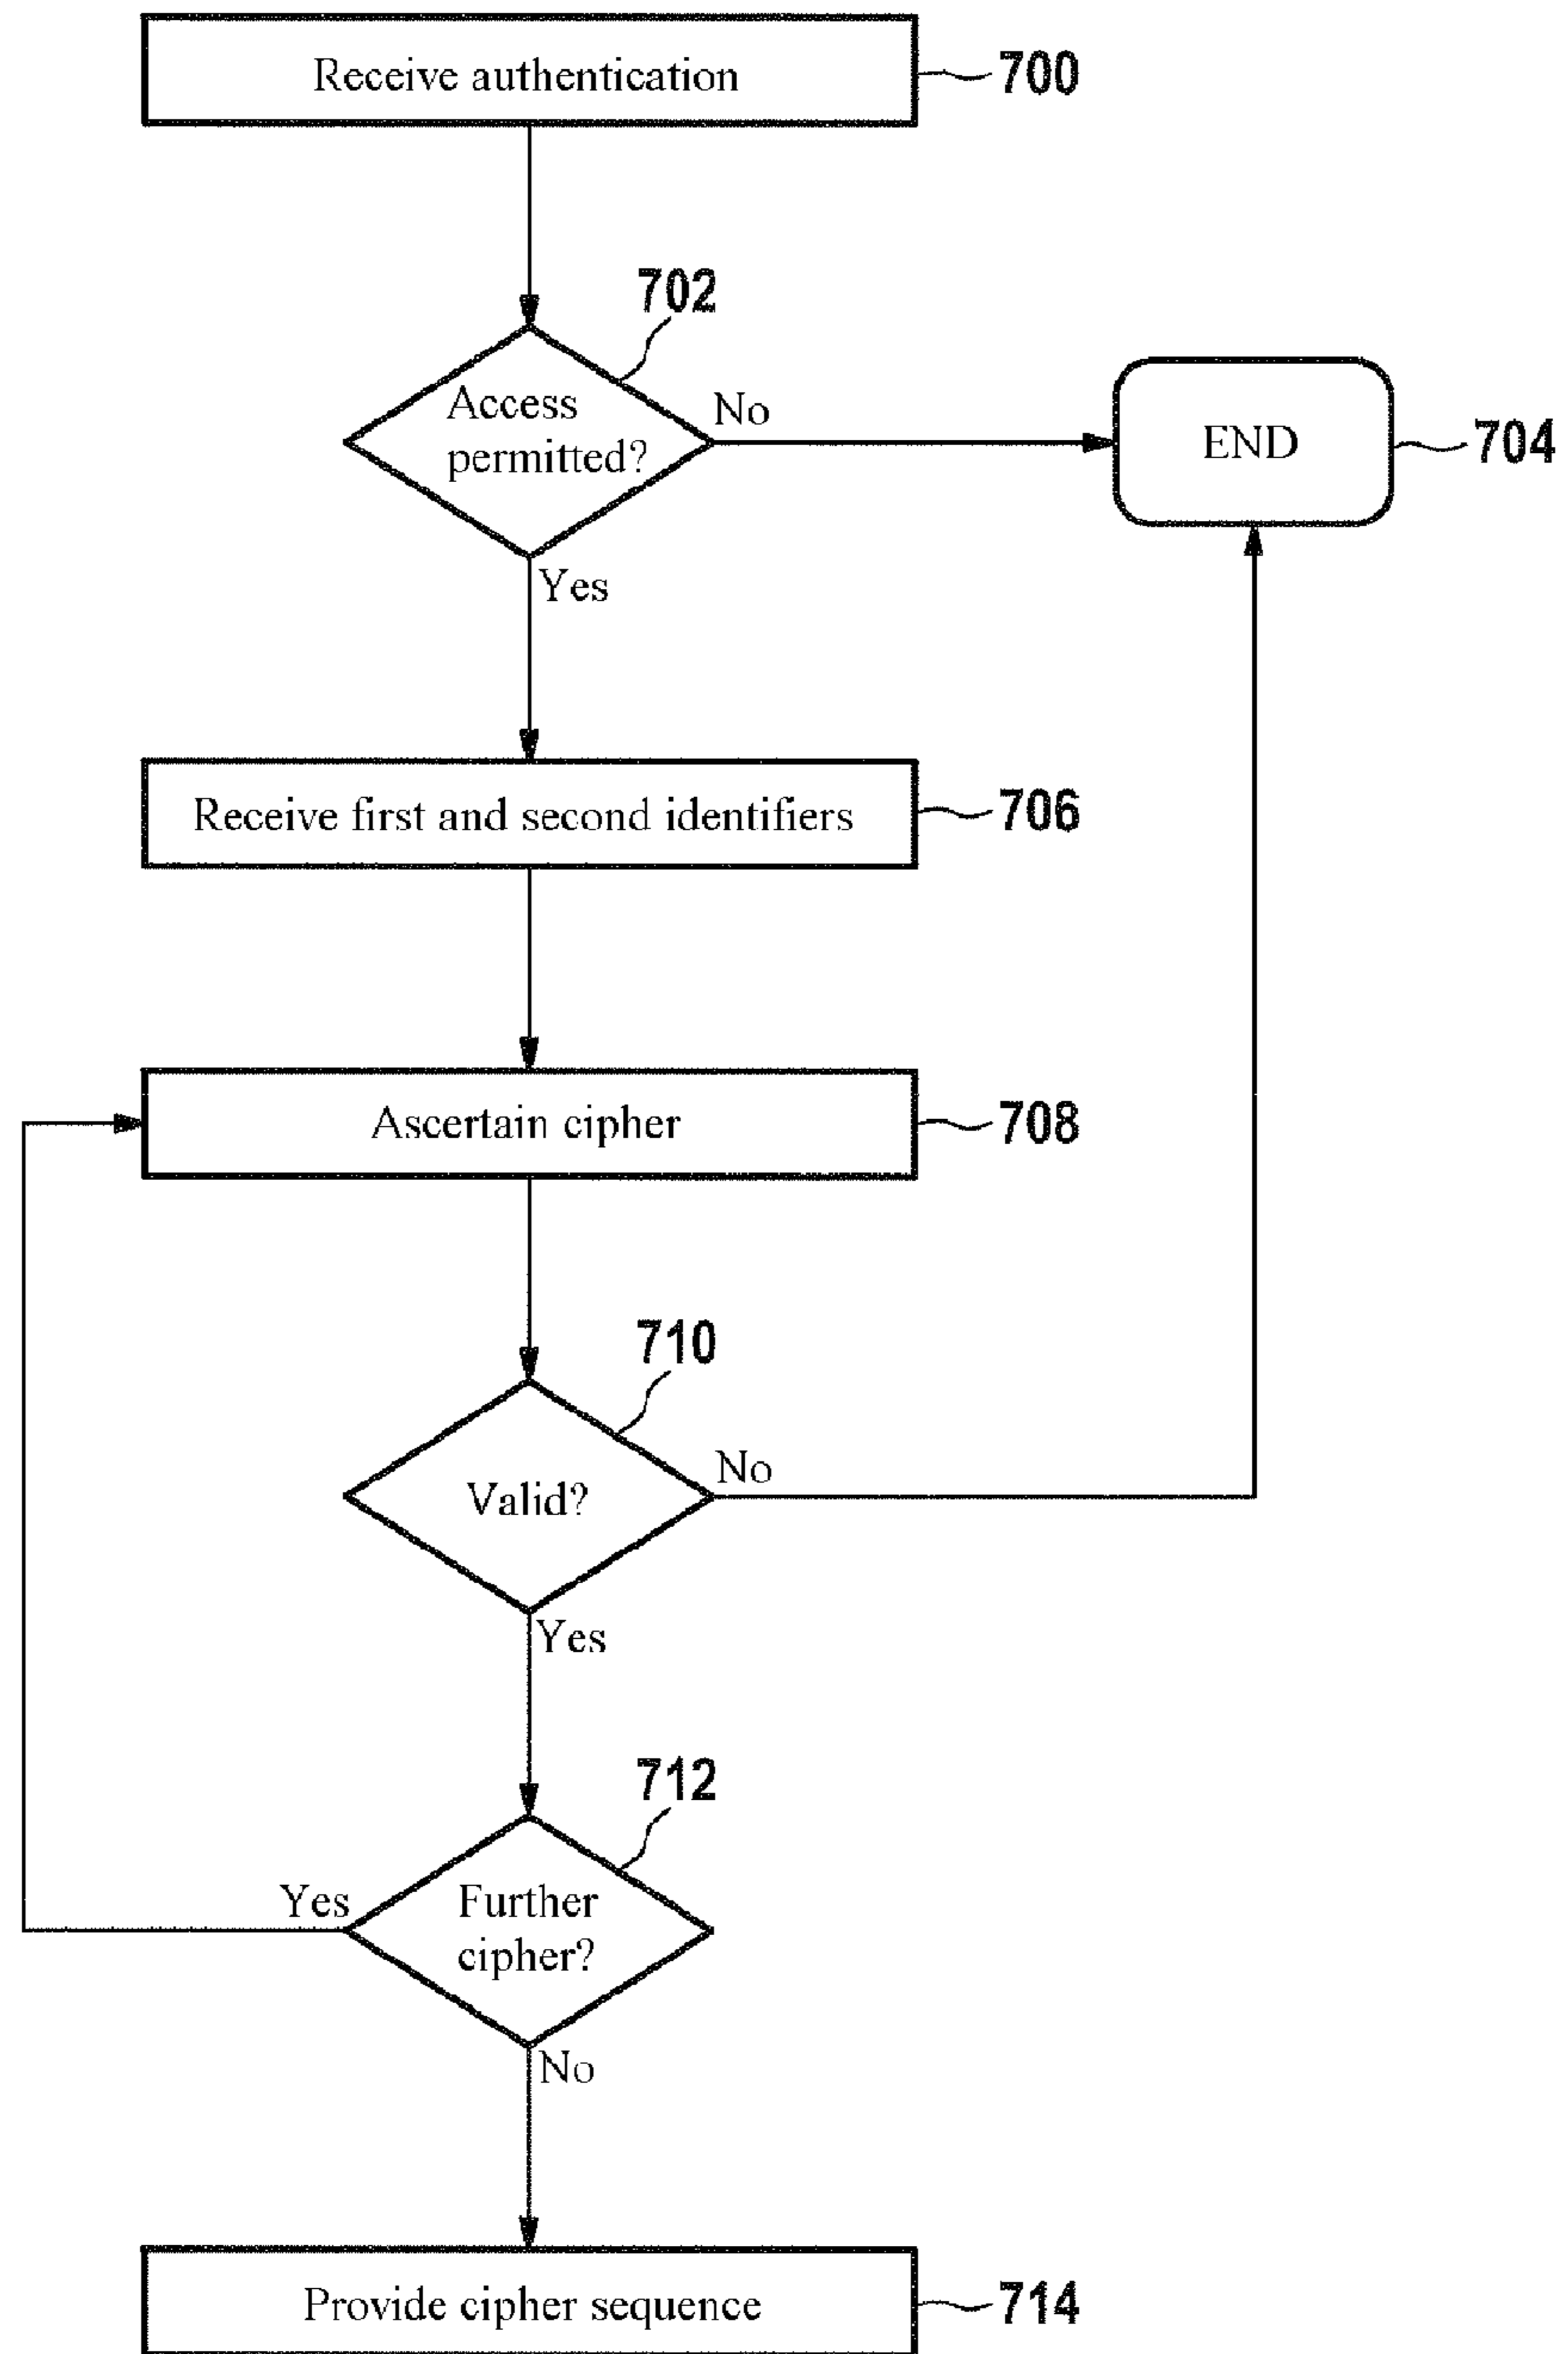 Receive authentication
700
702
Access
permitted?
No
END
704
Yes
Receive first and second identifiers
706
Ascertain cipher
708
710
Valid?
No
Yes
712
Yes
Further
cipher?
No
Provide cipher sequence
714